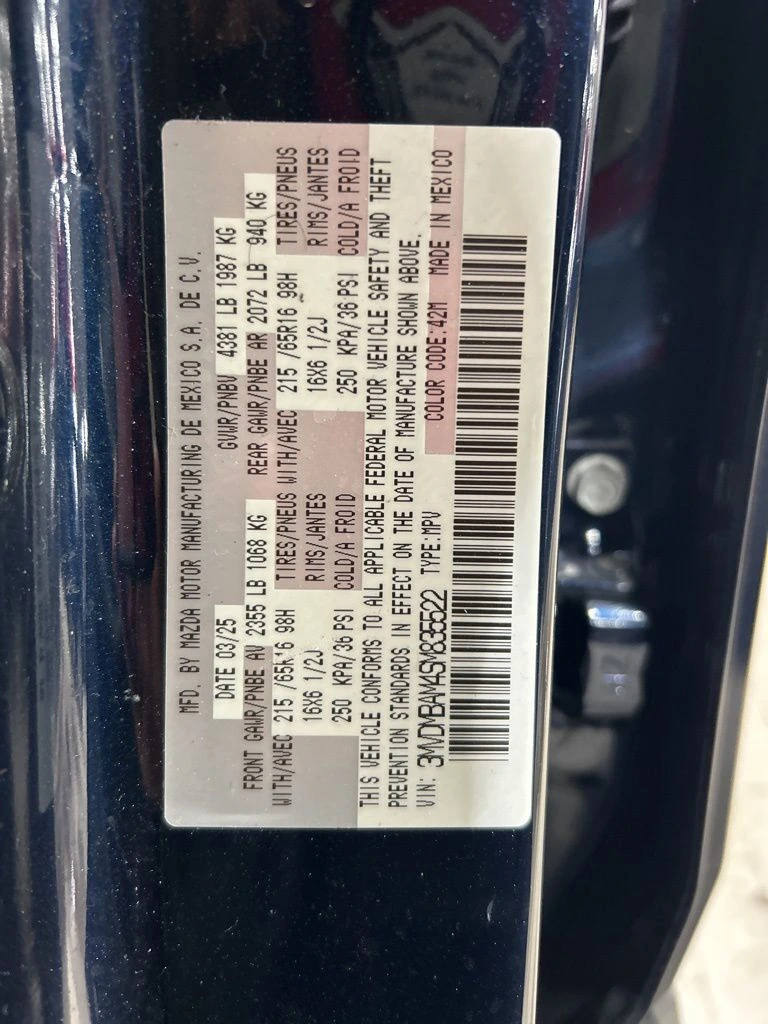 MFD. BY MAZDA MOTOR MANUFACTURING DE MEXICO S.A. DE C.V.
DATE 03/25 GVWR/PNBV 4381 LB 1987 KG
FRONT GAWR/PNBE AV 2355 LB 1068 KG REAR GAWR/PNBE AR 2072 LB 940 KG
WITH/AVEC 215 /65R16 98H TIRES/PNEUS WITH/AVEC 215 /65R16 98H TIRES/PNEUS
16X6 1/2J RIMS/JANTES 16X6 1/2J RIMS/JANTES
250 KPA/36 PSI COLD/A FROID 250 KPA/36 PSI COLD/A FROID
THIS VEHICLE CONFORMS TO ALL APPLICABLE FEDERAL MOTOR VEHICLE SAFETY AND THEFT
PREVENTION STANDARDS IN EFFECT ON THE DATE OF MANUFACTURE SHOWN ABOVE.
VIN: 3MVDMBAM4SM835522 TYPE:MPV COLOR CODE:42M MADE IN MEXICO